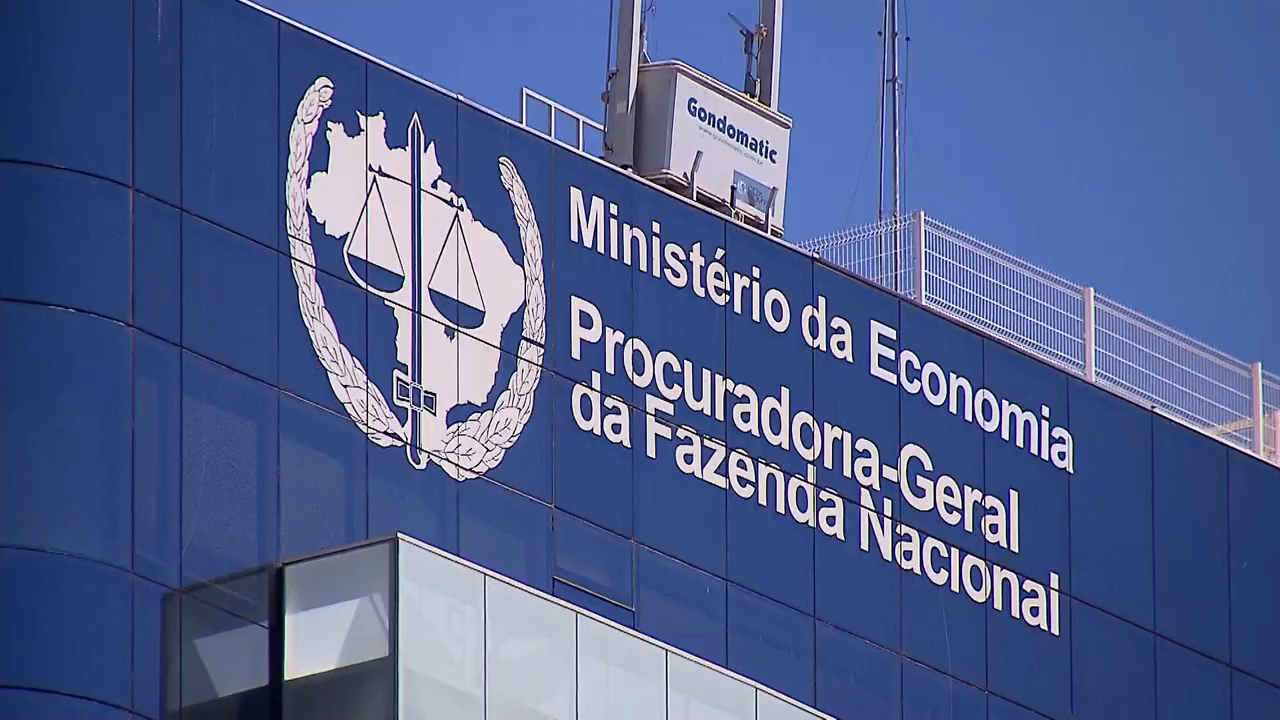 Gondomatic
Ministério da Economia
Procuradoria-Geral
da Fazenda Nacional